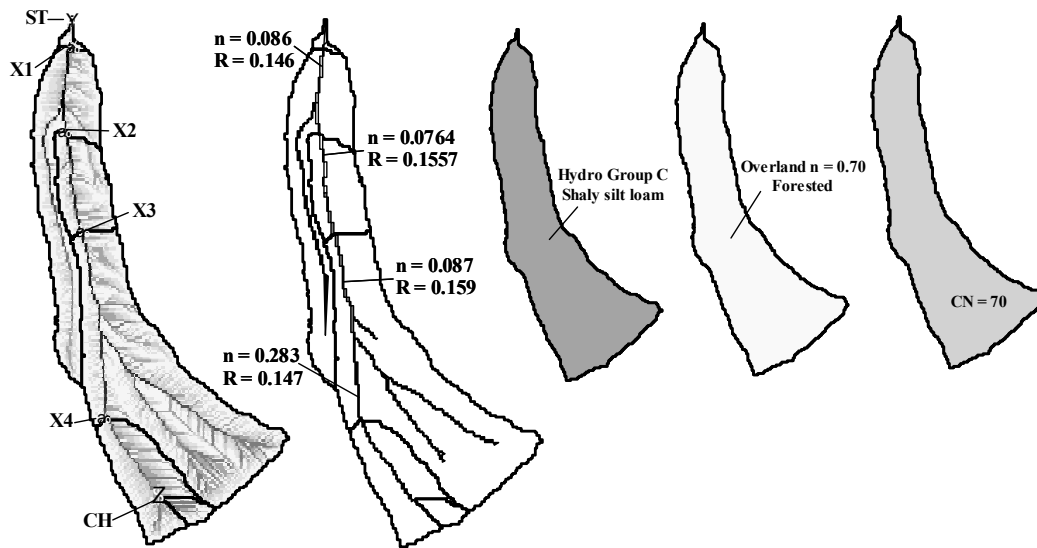 ST
X1
X2
X3
X4
CH
n = 0.086
R = 0.146
n = 0.0764
R = 0.1557
n = 0.087
R = 0.159
n = 0.283
R = 0.147
Hydro Group C
Shaly silt loam
Overland n = 0.70
Forested
CN = 70